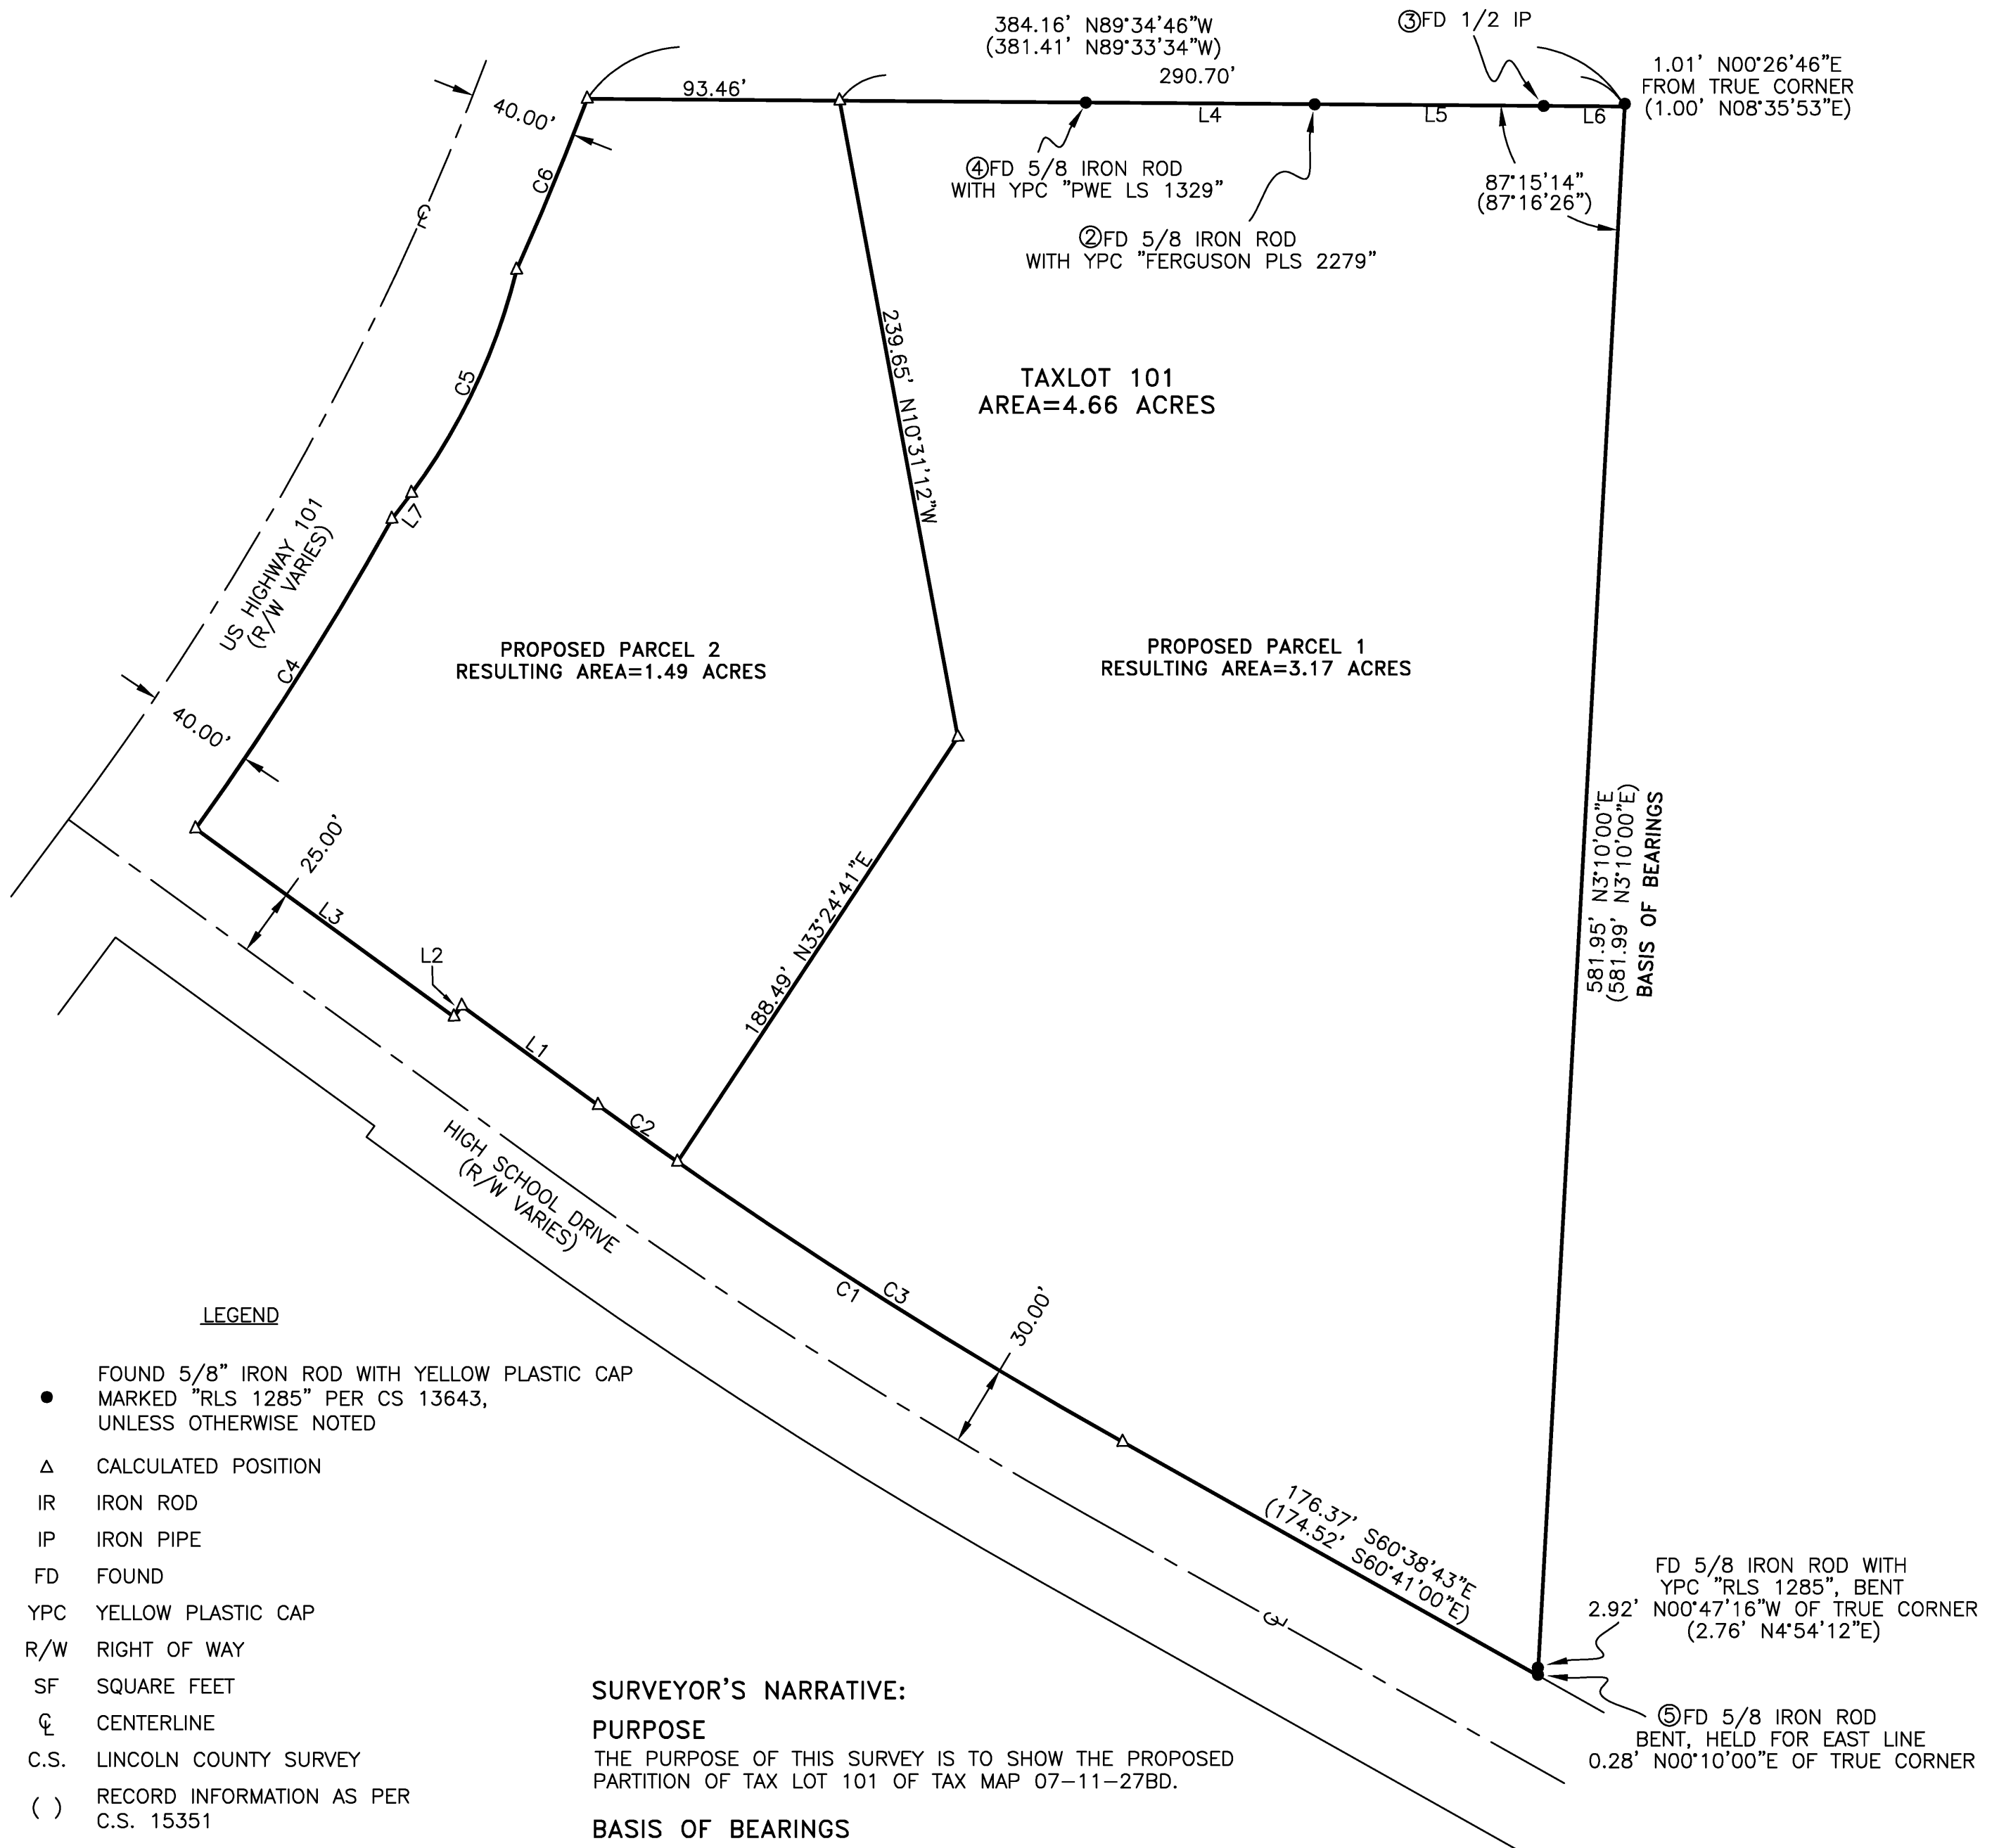 384.16' N89°34'46"W
(381.41' N89°33'34"W)
③FD 1/2 IP
1.01' N00°26'46"E
FROM TRUE CORNER
(1.00' N08°35'53"E)
93.46'
290.70'
40.00'
L4
L5
L6
④FD 5/8 IRON ROD
WITH YPC "PWE LS 1329"
87°15'14"
(87°16'26")
C6
℄
②FD 5/8 IRON ROD
WITH YPC "FERGUSON PLS 2279"
239.65' N10°31'12"W
TAXLOT 101
AREA=4.66 ACRES
C5
L7
US HIGHWAY 101
(R/W VARIES)
C4
PROPOSED PARCEL 2
RESULTING AREA=1.49 ACRES
PROPOSED PARCEL 1
RESULTING AREA=3.17 ACRES
40.00'
25.00'
L3
L2
188.49' N33°24'41"E
581.95' N3°10'00"E
(581.99' N3°10'00"E)
BASIS OF BEARINGS
L1
C2
HIGH SCHOOL DRIVE
(R/W VARIES)
C1
C3
30.00'
176.37' S60°38'43"E
(174.52' S60°41'00"E)
℄
FD 5/8 IRON ROD WITH
YPC "RLS 1285", BENT
2.92' N00°47'16"W OF TRUE CORNER
(2.76' N4°54'12"E)
⑤FD 5/8 IRON ROD
BENT, HELD FOR EAST LINE
0.28' N00°10'00"E OF TRUE CORNER
LEGEND
FOUND 5/8" IRON ROD WITH YELLOW PLASTIC CAP
MARKED "RLS 1285" PER CS 13643,
UNLESS OTHERWISE NOTED
CALCULATED POSITION
IR IRON ROD
IP IRON PIPE
FD FOUND
YPC YELLOW PLASTIC CAP
R/W RIGHT OF WAY
SF SQUARE FEET
℄ CENTERLINE
C.S. LINCOLN COUNTY SURVEY
( ) RECORD INFORMATION AS PER
C.S. 15351
SURVEYOR'S NARRATIVE:
PURPOSE
THE PURPOSE OF THIS SURVEY IS TO SHOW THE PROPOSED
PARTITION OF TAX LOT 101 OF TAX MAP 07-11-27BD.
BASIS OF BEARINGS